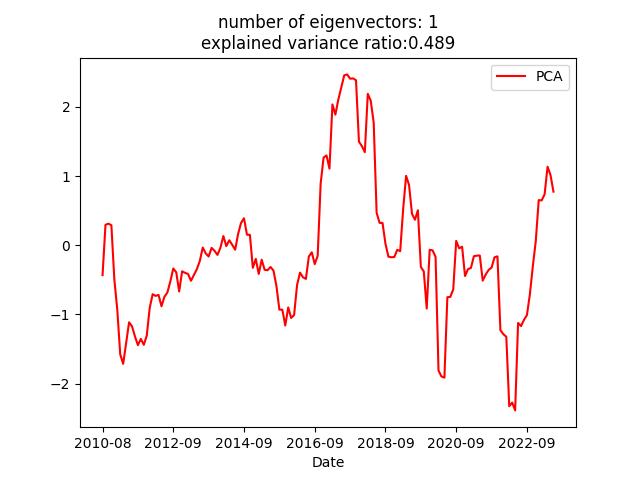 number of eigenvectors: 1
explained variance ratio:0.489
PCA
2
1
0
−1
−2
2010-08 2012-09 2014-09 2016-09 2018-09 2020-09 2022-09
Date